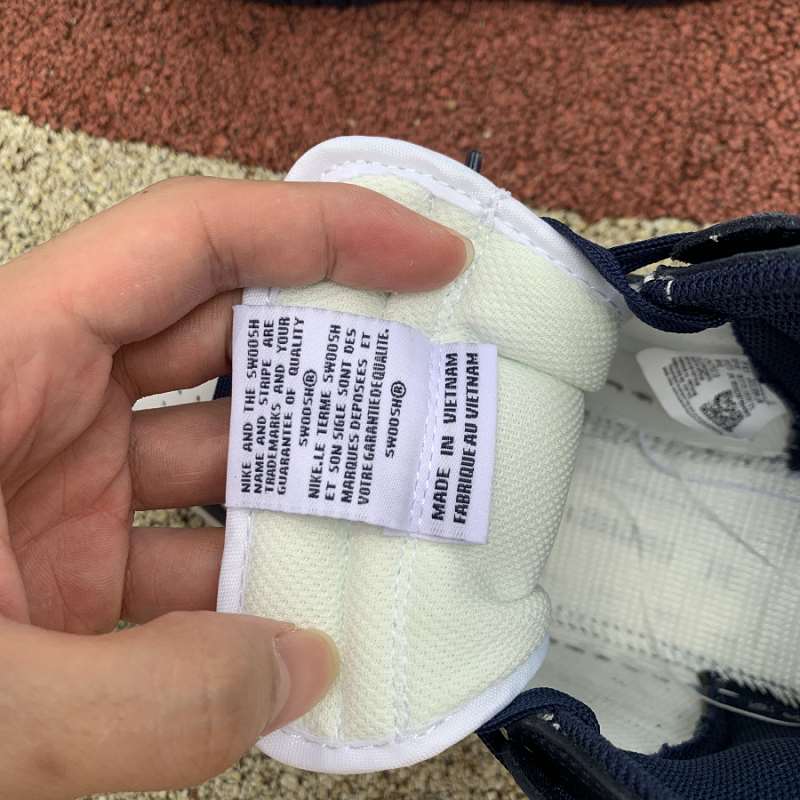 NIKE AND THE SWOOSH
NAME AND STRIPE ARE
TRADEMARKS AND YOUR
GUARANTEE OF QUALITY
SWOOSH®
NIKE.LE TERME SWOOSH
ET SON SIGLE SONT DES
MARQUES DEPOSEES ET
VOTRE GARANTIE DE QUALITE.
SWOOSH®
MADE IN VIETNAM
FABRIQUE AU VIETNAM